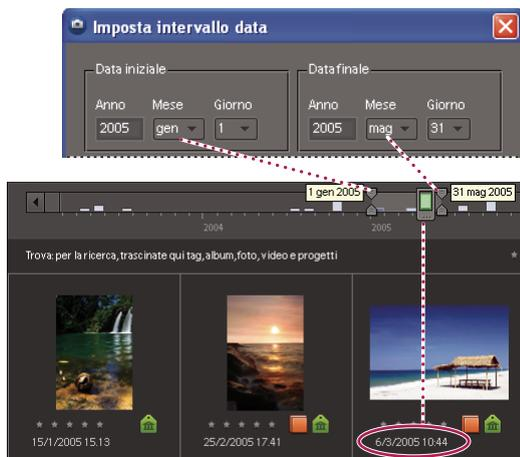 Imposta intervallo data
Data iniziale
Data finale
Anno Mese Giorno
Anno Mese Giorno
2005 gen 1
2005 mag 31
1 gen 2005
31 mag 2005
2004
2005
Trova: per la ricerca, trascinate qui tag, album, foto, video e progetti
15/1/2005 15.13
25/2/2005 17.41
6/3/2005 10:44